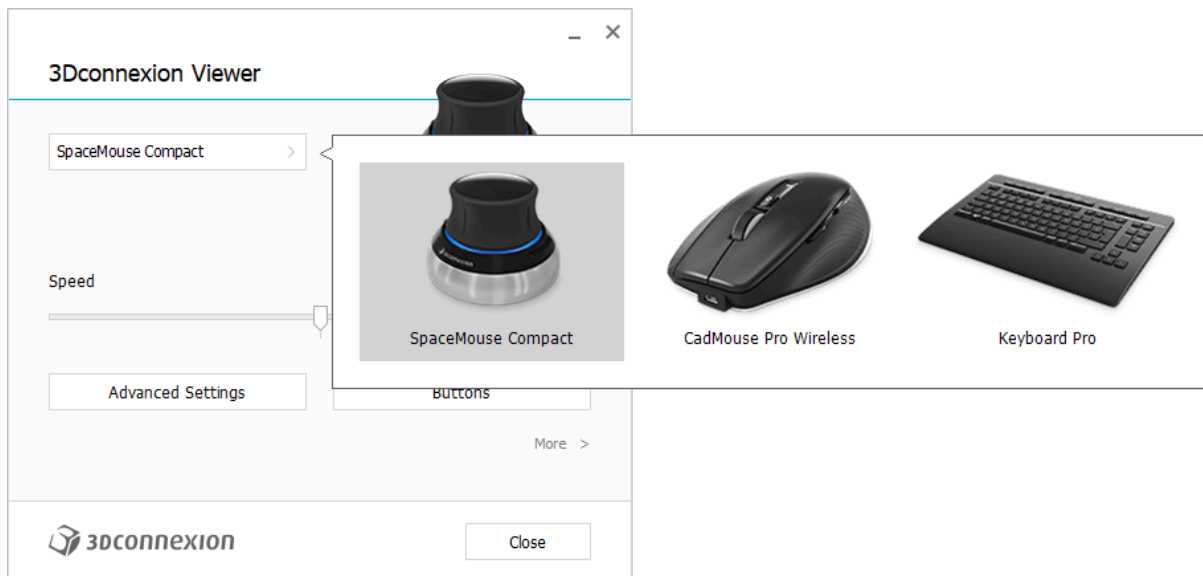 3Dconnexion Viewer
SpaceMouse Compact
Speed
SpaceMouse Compact
CadMouse Pro Wireless
Keyboard Pro
Advanced Settings
Buttons
More >
3Dconnexion
Close